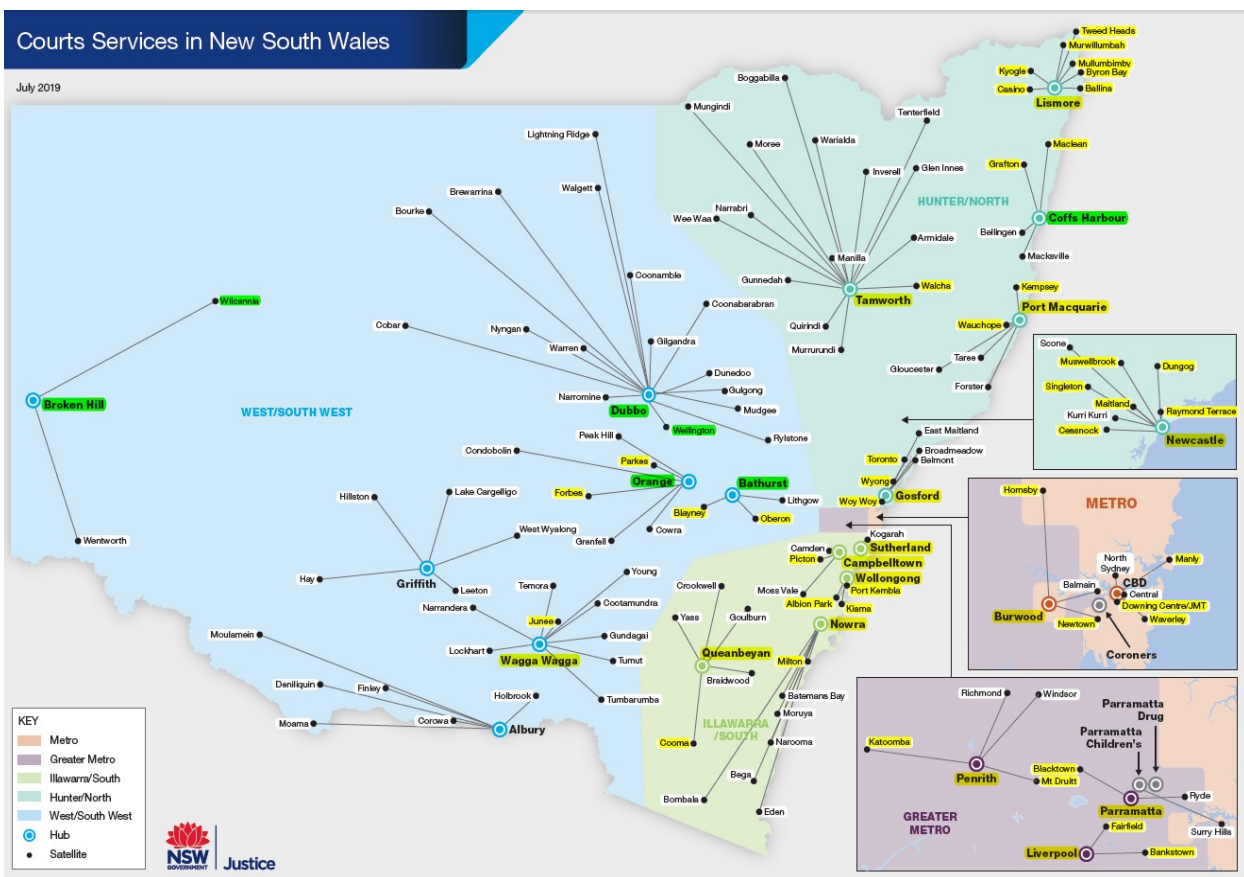 Courts Services in New South Wales
July 2019
Tweed Heads
Murwillumbah
Mullumbimby
Kyogle
Byron Bay
Casino
Ballina
Lismore
Boggabilla
Mungindi
Tenterfield
Lightning Ridge
Moree
Warialda
Maclean
Grafton
Inverell
Glen Innes
Brewarrina
Walgett
HUNTER/NORTH
Bourke
Narrabri
Wee Waa
Coffs Harbour
Bellingen
Armidale
Macksville
Manilla
Coonamble
Gunnedah
Walcha
Kempsey
Tamworth
Wilcannia
Coonabarabran
Port Macquarie
Cobar
Nyngan
Quirindi
Wauchope
Gilgandra
Warren
Murrurundi
Taree
Gloucester
Dunedoo
Forster
Narromine
Gulgong
Broken Hill
WEST/SOUTH WEST
Dubbo
Mudgee
Wellington
Rylstone
Peak Hill
Condobolin
Parkes
Orange
Bathurst
Forbes
Lithgow
Blayney
Oberon
Hillston
Lake Cargelligo
West Wyalong
Grenfell
Cowra
Wentworth
Hay
Griffith
Leeton
Scone
Muswellbrook
Dungog
Singleton
Maitland
Raymond Terrace
Kurri Kurri
Cessnock
Newcastle
East Maitland
Broadmeadow
Toronto
Belmont
Wyong
Woy Woy
Gosford
Kogarah
Camden
Sutherland
Picton
Campbelltown
Wollongong
Moss Vale
Port Kembla
Albion Park
Kiama
Nowra
Temora
Young
Crookwell
Narrandera
Cootamundra
Yass
Goulburn
Junee
Moulamein
Gundagai
Lockhart
Wagga Wagga
Tumut
Queanbeyan
Milton
Braidwood
Deniliquin
Finley
Holbrook
Tumbarumba
Batemans Bay
Moama
Corowa
Albury
Moruya
ILLAWARRA
/SOUTH
Cooma
Narooma
Bega
Bombala
Eden
Hornsby
METRO
North
Sydney
Manly
Balmain
CBD
Central
Burwood
Downing Centre/JMT
Newtown
Waverley
Coroners
Richmond
Windsor
Parramatta
Drug
Parramatta
Children's
Katoomba
Blacktown
Penrith
Mt Druitt
Parramatta
Ryde
GREATER
METRO
Fairfield
Surry Hills
Liverpool
Bankstown
KEY
Metro
Greater Metro
Illawarra/South
Hunter/North
West/South West
Hub
Satellite
NSW
GOVERNMENT
Justice